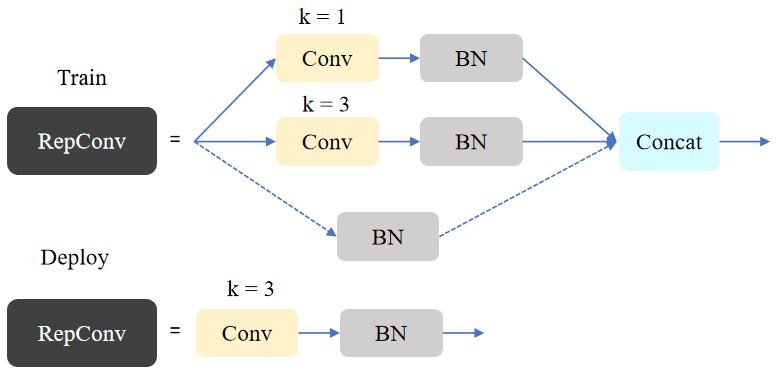 k = 1
Conv
BN
Train
k = 3
RepConv
=
Conv
BN
Concat
BN
Deploy
k = 3
RepConv
=
Conv
BN